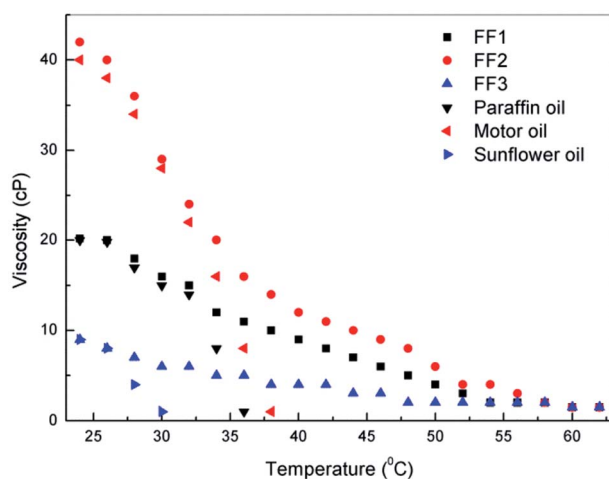 40
30
20
10
0
Viscosity (cP)
FF1
FF2
FF3
Paraffin oil
Motor oil
Sunflower oil
25 30 35 40 45 50 55 60
Temperature (⁰C)